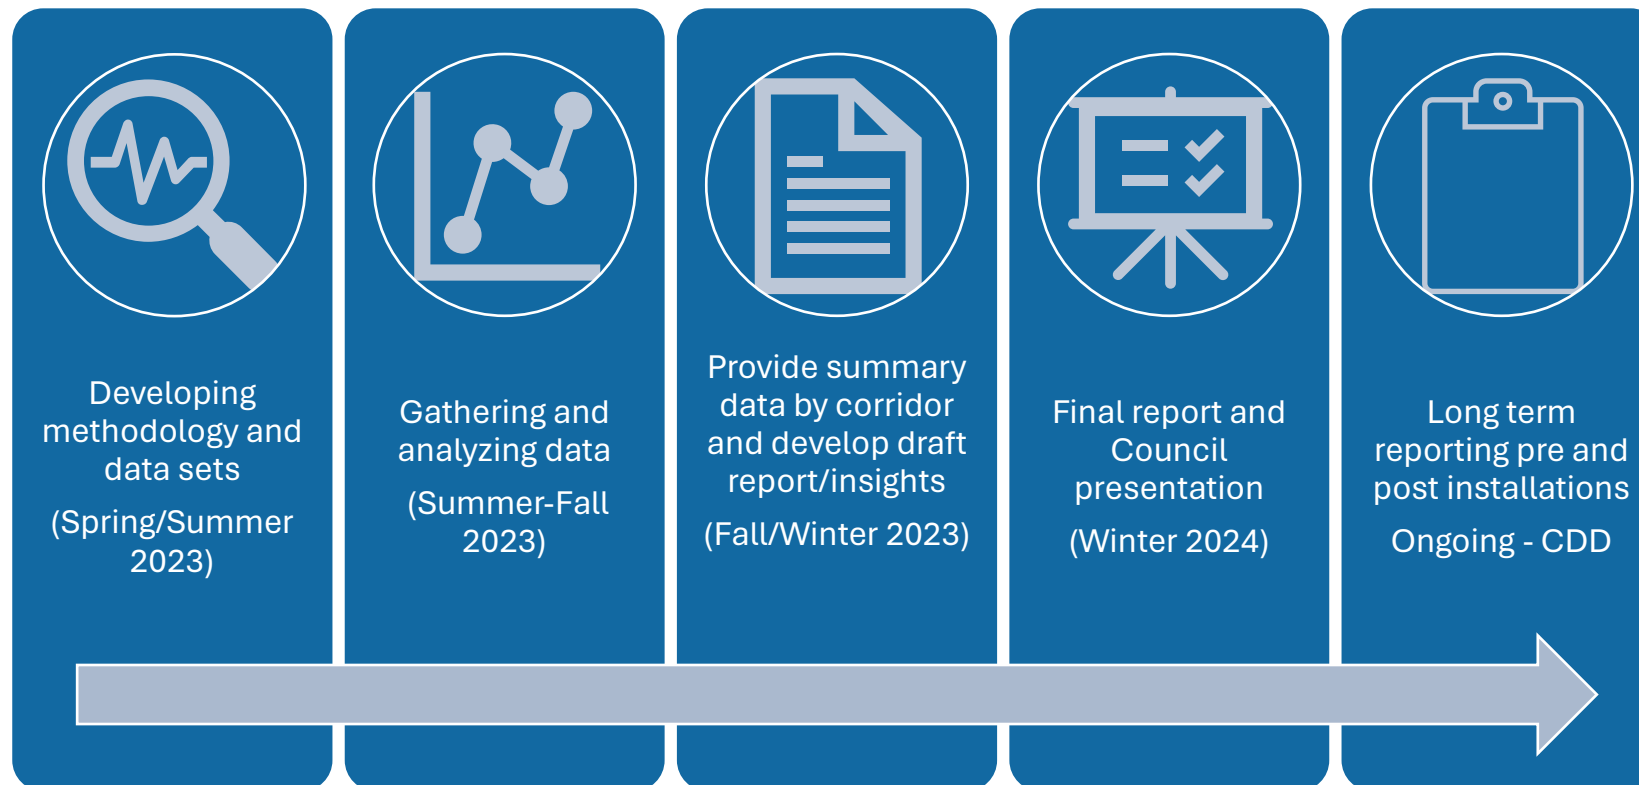 Developing
methodology and
data sets
(Spring/Summer
2023)
Gathering and
analyzing data
(Summer-Fall
2023)
Provide summary
data by corridor
and develop draft
report/insights
(Fall/Winter 2023)
Final report and
Council
presentation
(Winter 2024)
Long term
reporting pre and
post installations
Ongoing - CDD